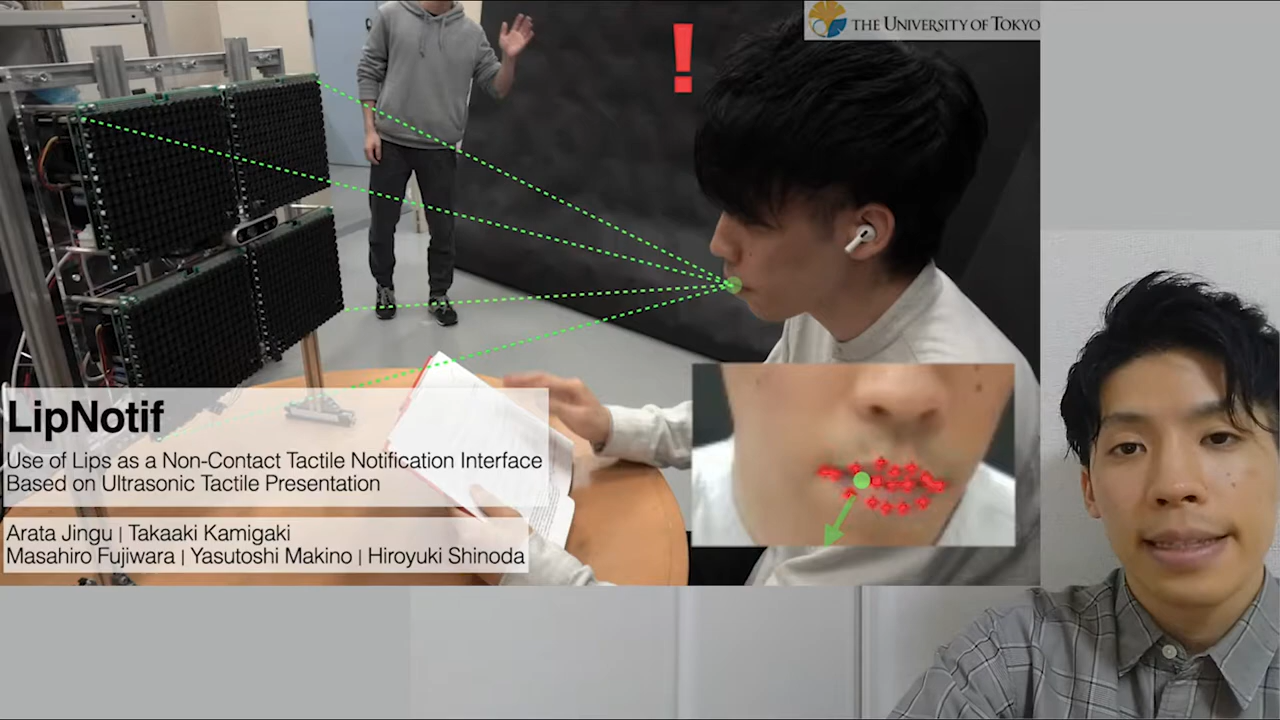 THE UNIVERSITY OF TOKYO
!
LipNotif
Use of Lips as a Non-Contact Tactile Notification Interface
Based on Ultrasonic Tactile Presentation
Arata Jingu | Takaaki Kamigaki
Masahiro Fujiwara | Yasutoshi Makino | Hiroyuki Shinoda